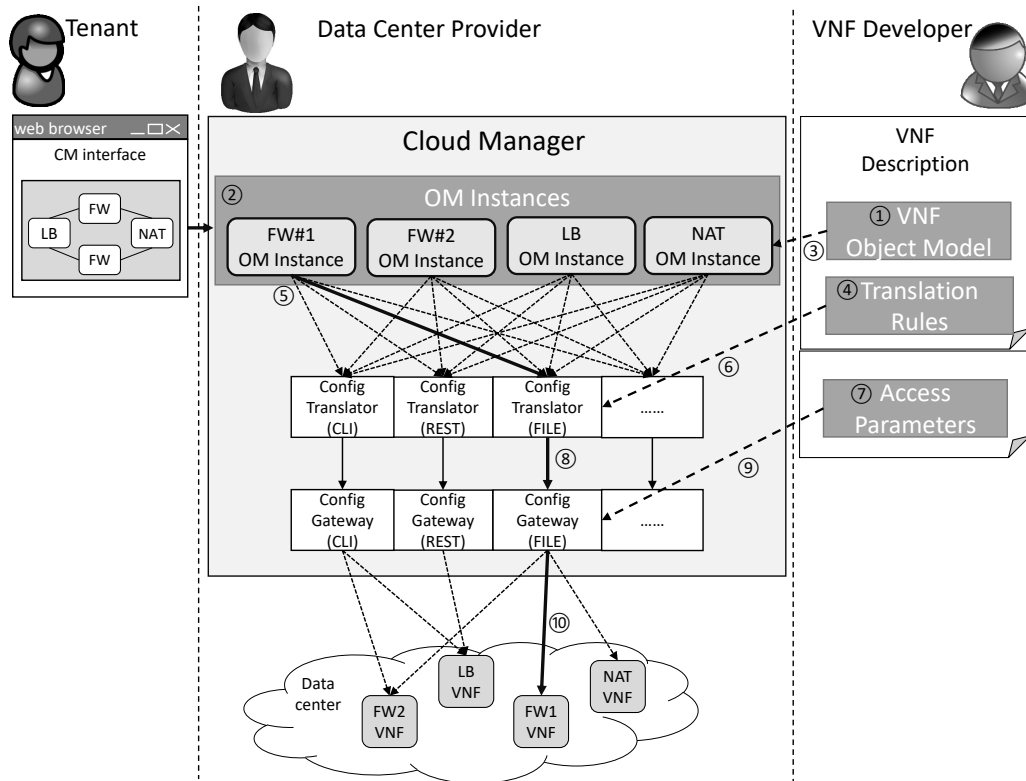 Tenant
Data Center Provider
VNF Developer
web browser
CM interface
FW
LB
NAT
FW
Cloud Manager
② OM Instances
FW#1
OM Instance
FW#2
OM Instance
LB
OM Instance
NAT
OM Instance
⑤
VNF
Description
① VNF
Object Model
③
④ Translation
Rules
⑥
Config
Translator
(CLI)
Config
Translator
(REST)
Config
Translator
(FILE)
......
⑦ Access
Parameters
⑧
⑨
Config
Gateway
(CLI)
Config
Gateway
(REST)
Config
Gateway
(FILE)
......
⑩
Data
center
LB
VNF
NAT
VNF
FW2
VNF
FW1
VNF